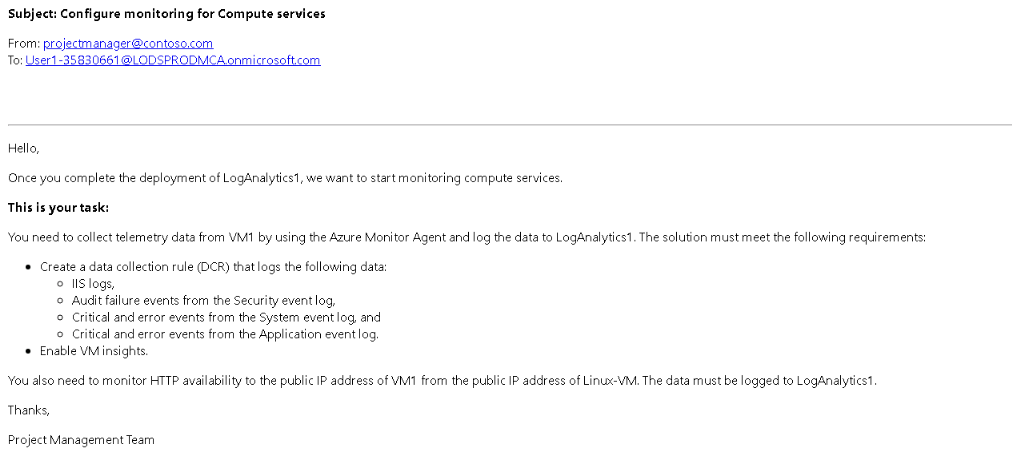 Subject: Configure monitoring for Compute services
From: projectmanager@contoso.com
To: User1-35830661@LODSPRODMCA.onmicrosoft.com
Hello,
Once you complete the deployment of LogAnalytics1, we want to start monitoring compute services.
This is your task:
You need to collect telemetry data from VM1 by using the Azure Monitor Agent and log the data to LogAnalytics1. The solution must meet the following requirements:
• Create a data collection rule (DCR) that logs the following data:
○ IIS logs,
○ Audit failure events from the Security event log,
○ Critical and error events from the System event log, and
○ Critical and error events from the Application event log.
• Enable VM insights.
You also need to monitor HTTP availability to the public IP address of VM1 from the public IP address of Linux-VM. The data must be logged to LogAnalytics1.
Thanks,
Project Management Team